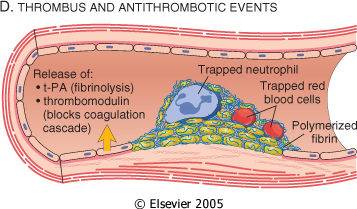 D. THROMBUS AND ANTITHROMBOTIC EVENTS
Release of:
• t-PA (fibrinolysis)
• thrombomodulin
(blocks coagulation
cascade)
Trapped neutrophil
Trapped red
blood cells
Polymerized
fibrin
© Elsevier 2005